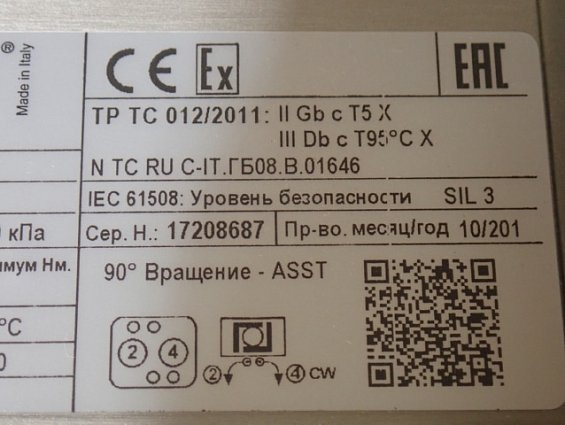 ®
Made in Italy
CE Ex EAC
ТР ТС 012/2011: II Gb c T5 X
III Db c T95°C X
N TC RU C-IT.ГБ08.В.01646
IEC 61508: Уровень безопасности SIL 3
кПа Сер. Н.: 17208687 Пр-во. месяц/год 10/201
Нм. 90° Вращение - ASST
°C 2 4
0 2 4 CW